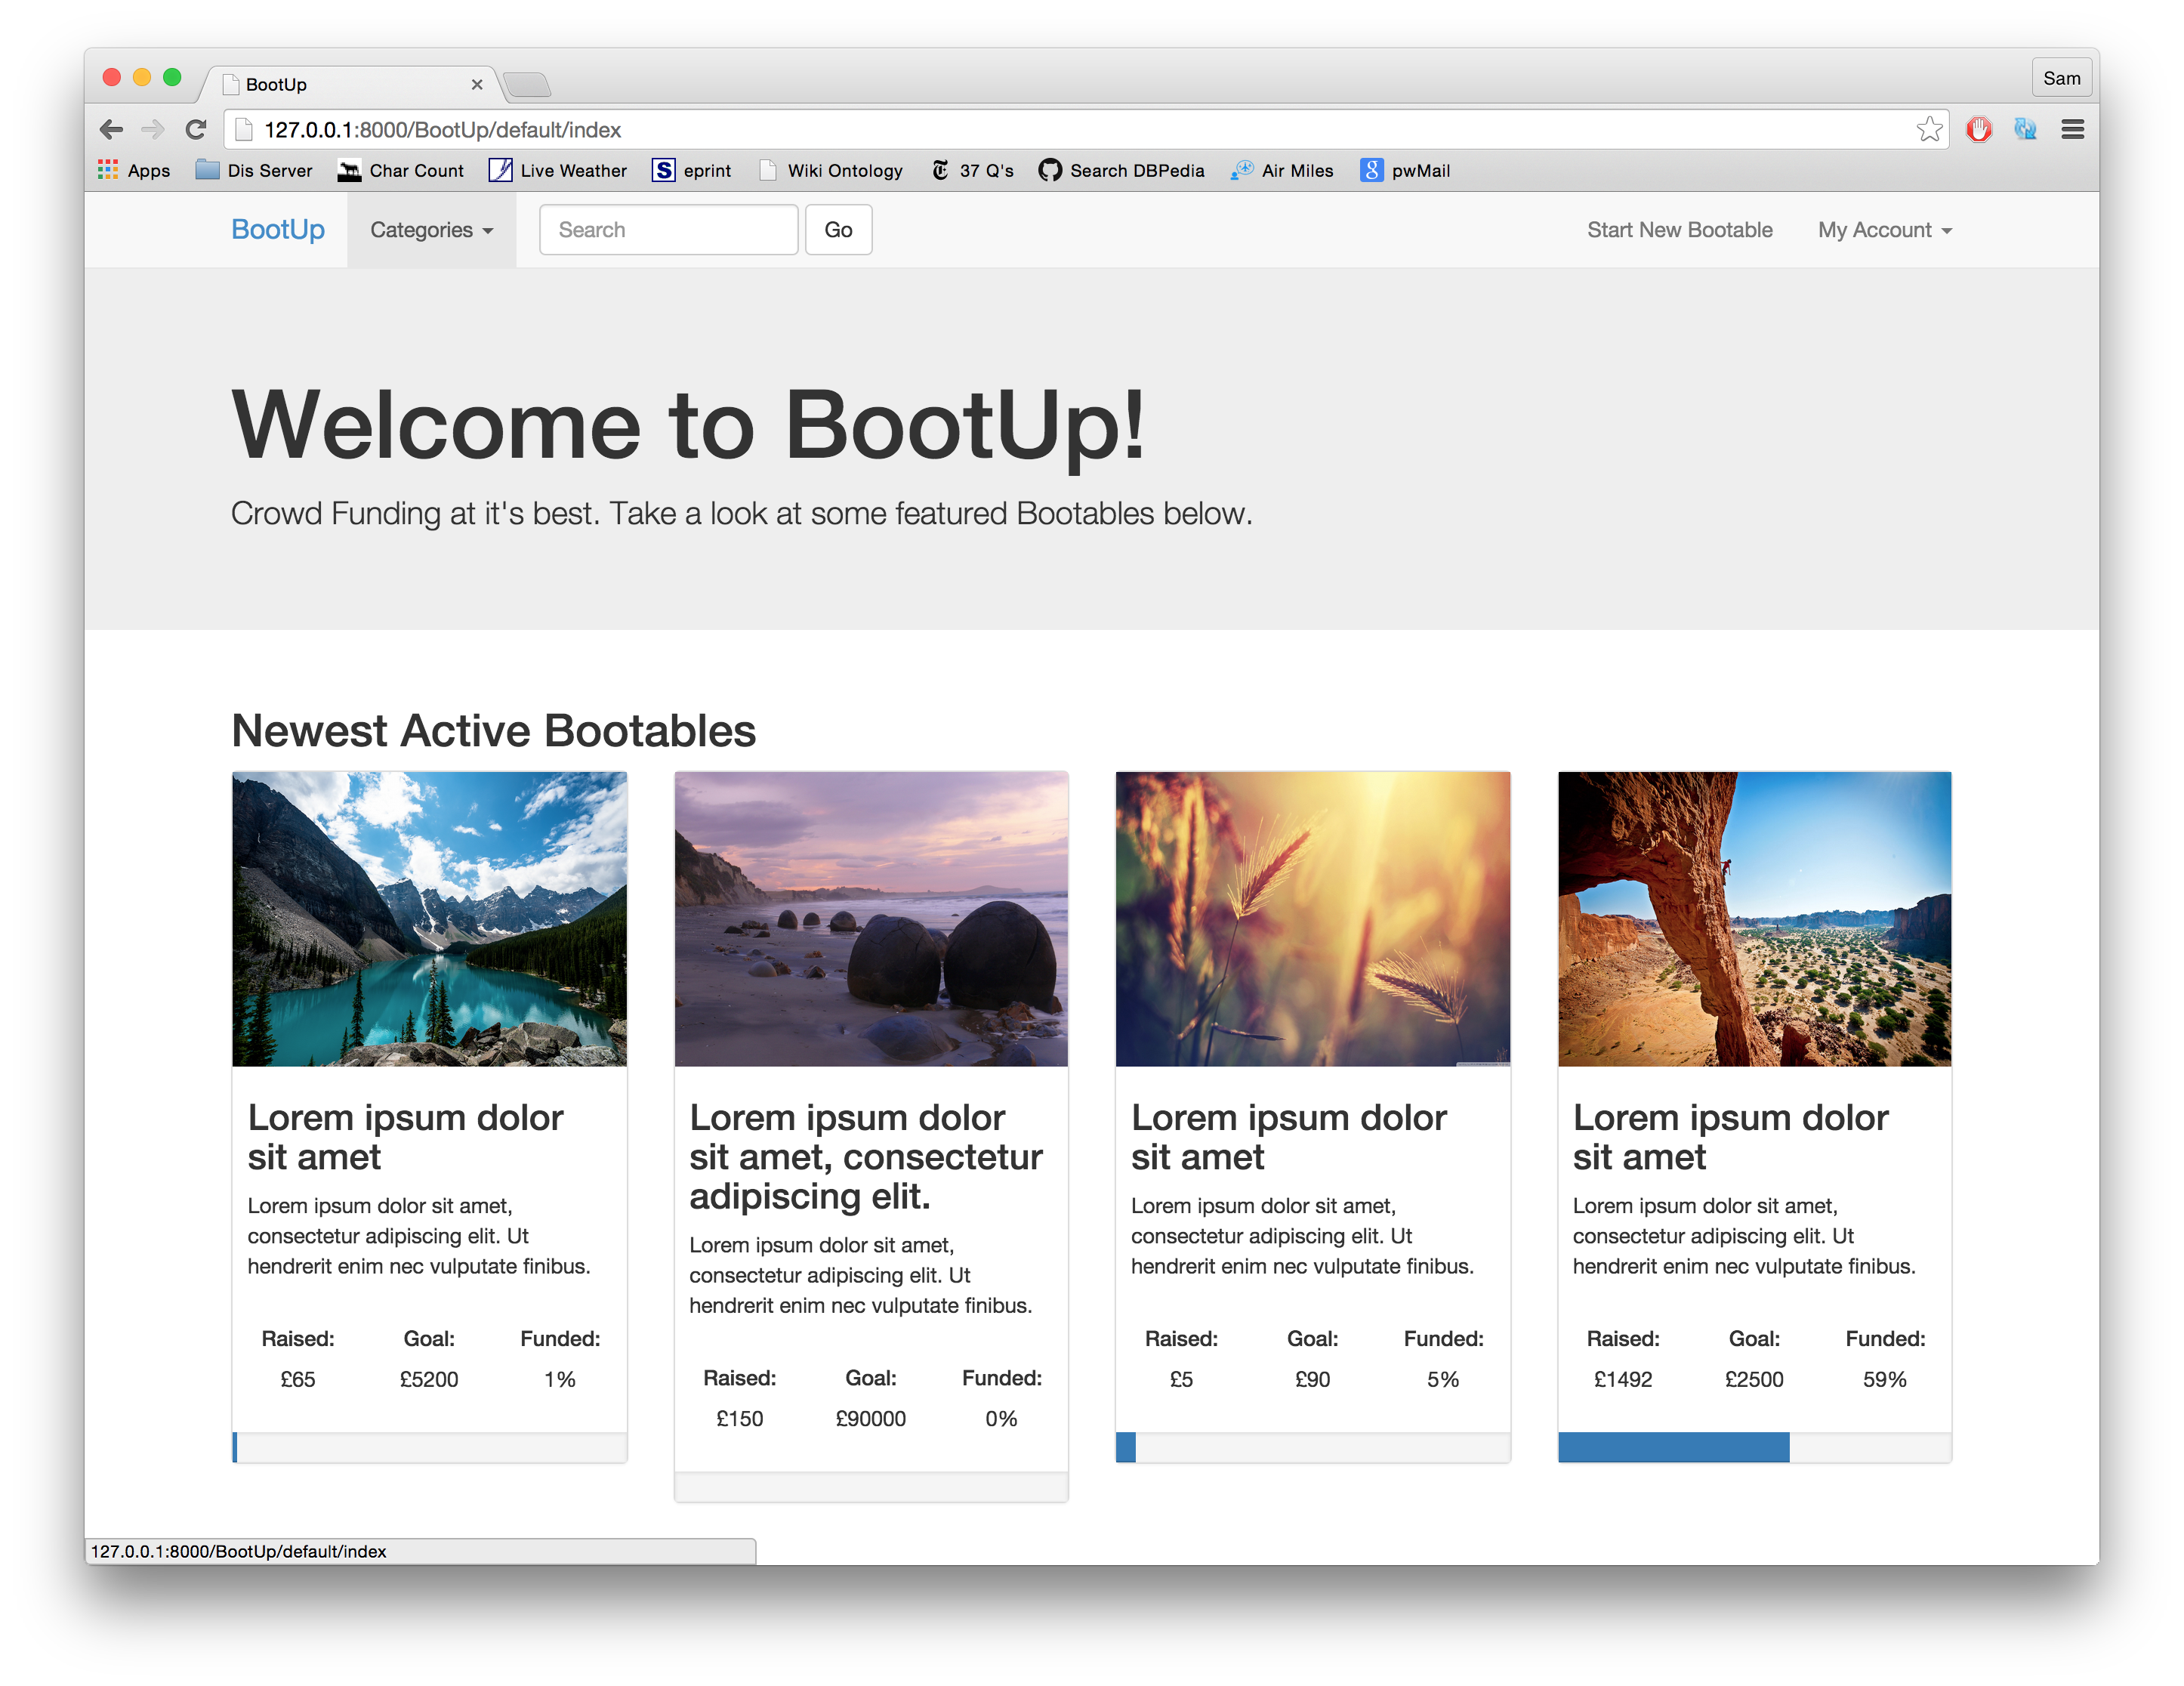 BootUp
Sam
127.0.0.1:8000/BootUp/default/index
Apps Dis Server Char Count Live Weather eprint Wiki Ontology 37 Q's Search DBPedia Air Miles pwMail
BootUp Categories Search Go Start New Bootable My Account
Welcome to BootUp!
Crowd Funding at it's best. Take a look at some featured Bootables below.
Newest Active Bootables
Lorem ipsum dolor
sit amet
Lorem ipsum dolor sit amet,
consectetur adipiscing elit. Ut
hendrerit enim nec vulputate finibus.
Raised: Goal: Funded:
£65 £5200 1%
Lorem ipsum dolor
sit amet, consectetur
adipiscing elit.
Lorem ipsum dolor sit amet,
consectetur adipiscing elit. Ut
hendrerit enim nec vulputate finibus.
Raised: Goal: Funded:
£150 £90000 0%
Lorem ipsum dolor
sit amet
Lorem ipsum dolor sit amet,
consectetur adipiscing elit. Ut
hendrerit enim nec vulputate finibus.
Raised: Goal: Funded:
£5 £90 5%
Lorem ipsum dolor
sit amet
Lorem ipsum dolor sit amet,
consectetur adipiscing elit. Ut
hendrerit enim nec vulputate finibus.
Raised: Goal: Funded:
£1492 £2500 59%
127.0.0.1:8000/BootUp/default/index